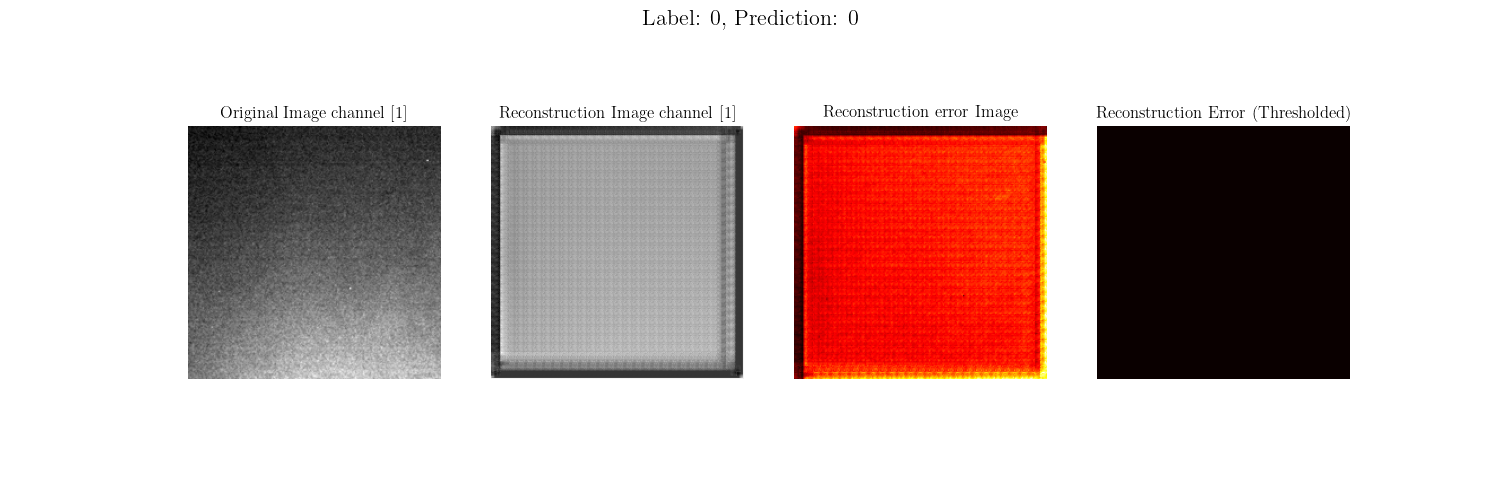 Label: 0, Prediction: 0
Original Image channel [1]
Reconstruction Image channel [1]
Reconstruction error Image
Reconstruction Error (Thresholded)